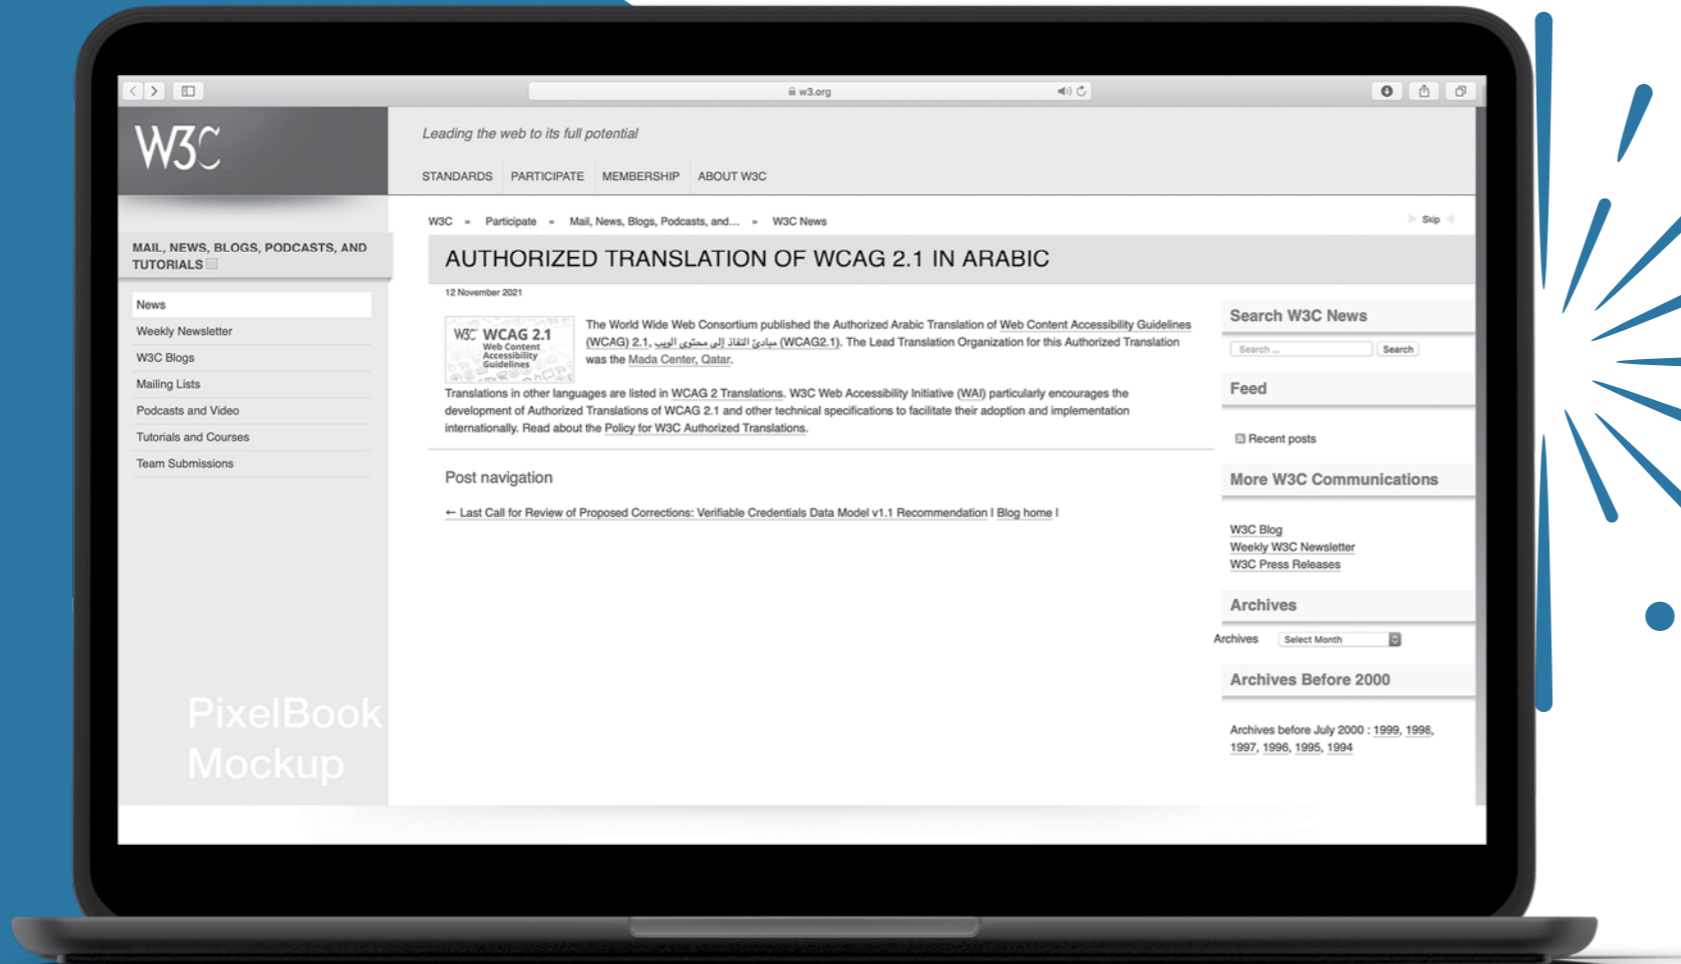 w3.org
W3C
Leading the web to its full potential
STANDARDS PARTICIPATE MEMBERSHIP ABOUT W3C
W3C » Participate » Mail, News, Blogs, Podcasts, and... » W3C News
Skip
MAIL, NEWS, BLOGS, PODCASTS, AND
TUTORIALS
News
Weekly Newsletter
W3C Blogs
Mailing Lists
Podcasts and Video
Tutorials and Courses
Team Submissions
PixelBook
Mockup
AUTHORIZED TRANSLATION OF WCAG 2.1 IN ARABIC
12 November 2021
W3C WCAG 2.1
Web Content
Accessibility
Guidelines
The World Wide Web Consortium published the Authorized Arabic Translation of Web Content Accessibility Guidelines
(WCAG) 2.1, مبادئ النفاذ إلى محتوى الويب (WCAG2.1). The Lead Translation Organization for this Authorized Translation
was the Mada Center, Qatar.
Translations in other languages are listed in WCAG 2 Translations. W3C Web Accessibility Initiative (WAI) particularly encourages the
development of Authorized Translations of WCAG 2.1 and other technical specifications to facilitate their adoption and implementation
internationally. Read about the Policy for W3C Authorized Translations.
Post navigation
← Last Call for Review of Proposed Corrections: Verifiable Credentials Data Model v1.1 Recommendation | Blog home |
Search W3C News
Search ... Search
Feed
Recent posts
More W3C Communications
W3C Blog
Weekly W3C Newsletter
W3C Press Releases
Archives
Archives Select Month
Archives Before 2000
Archives before July 2000 : 1999, 1998,
1997, 1996, 1995, 1994